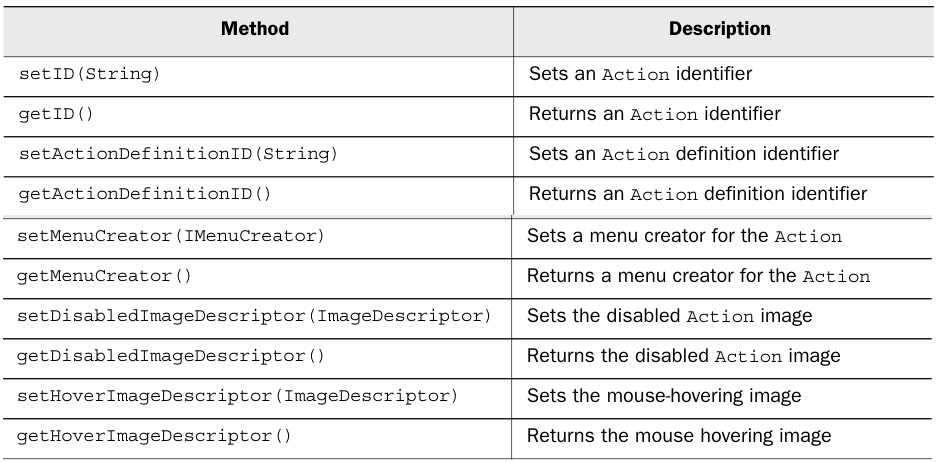 Method Description
setID(String) Sets an Action identifier
getID() Returns an Action identifier
setActionDefinitionID(String) Sets an Action definition identifier
getActionDefinitionID() Returns an Action definition identifier
setMenuCreator(IMenuCreator) Sets a menu creator for the Action
getMenuCreator() Returns a menu creator for the Action
setDisabledImageDescriptor(ImageDescriptor) Sets the disabled Action image
getDisabledImageDescriptor() Returns the disabled Action image
setHoverImageDescriptor(ImageDescriptor) Sets the mouse-hovering image
getHoverImageDescriptor() Returns the mouse hovering image